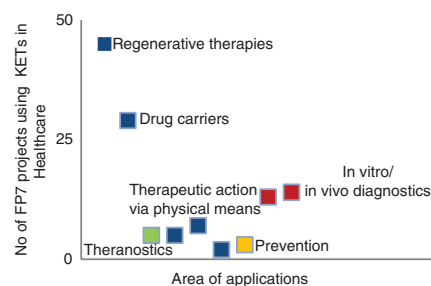 No of FP7 projects using KETs in
Healthcare
50
25
0
Regenerative therapies
Drug carriers
In vitro/
in vivo diagnostics
Therapeutic action
via physical means
Theranostics
Prevention
Area of applications